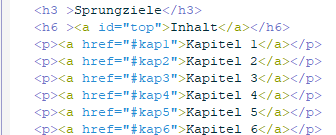 <h3 >Sprungziele</h3>
<h6 ><a id="top">Inhalt</a></h6>
<p><a href="#kap1">Kapitel 1</a></p>
<p><a href="#kap2">Kapitel 2</a></p>
<p><a href="#kap3">Kapitel 3</a></p>
<p><a href="#kap4">Kapitel 4</a></p>
<p><a href="#kap5">Kapitel 5</a></p>
<p><a href="#kap6">Kapitel 6</a></p>